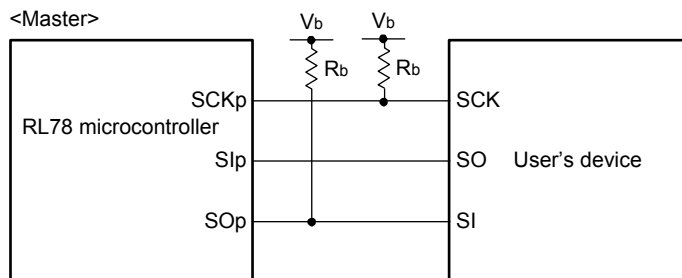 <Master>
Vb
Vb
Rb
Rb
SCKp
SCK
RL78 microcontroller
SIp
SO
User's device
SOp
SI